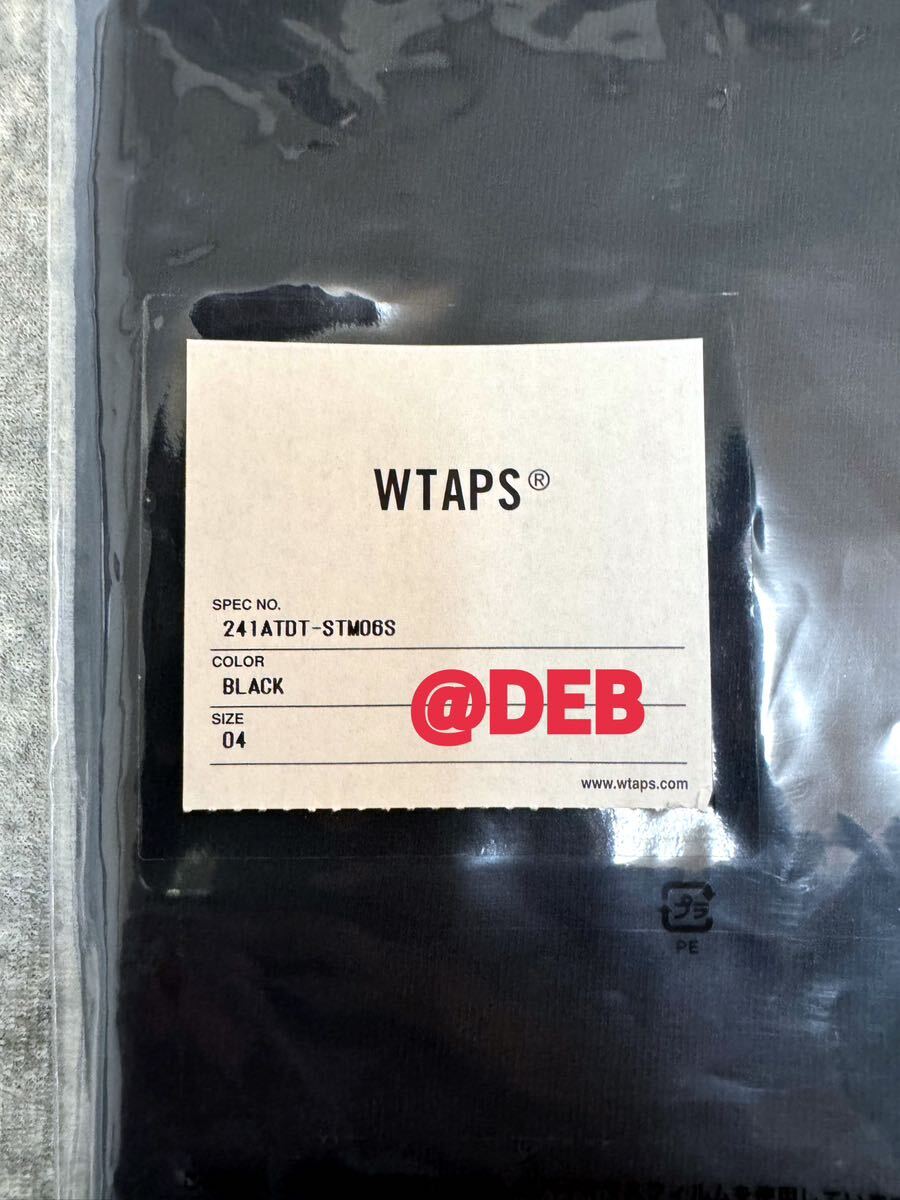 WTAPS®
SPEC NO.
241ATDT-STM06S
COLOR
BLACK
@DEB
SIZE
04
www.wtaps.com
プラ
PE